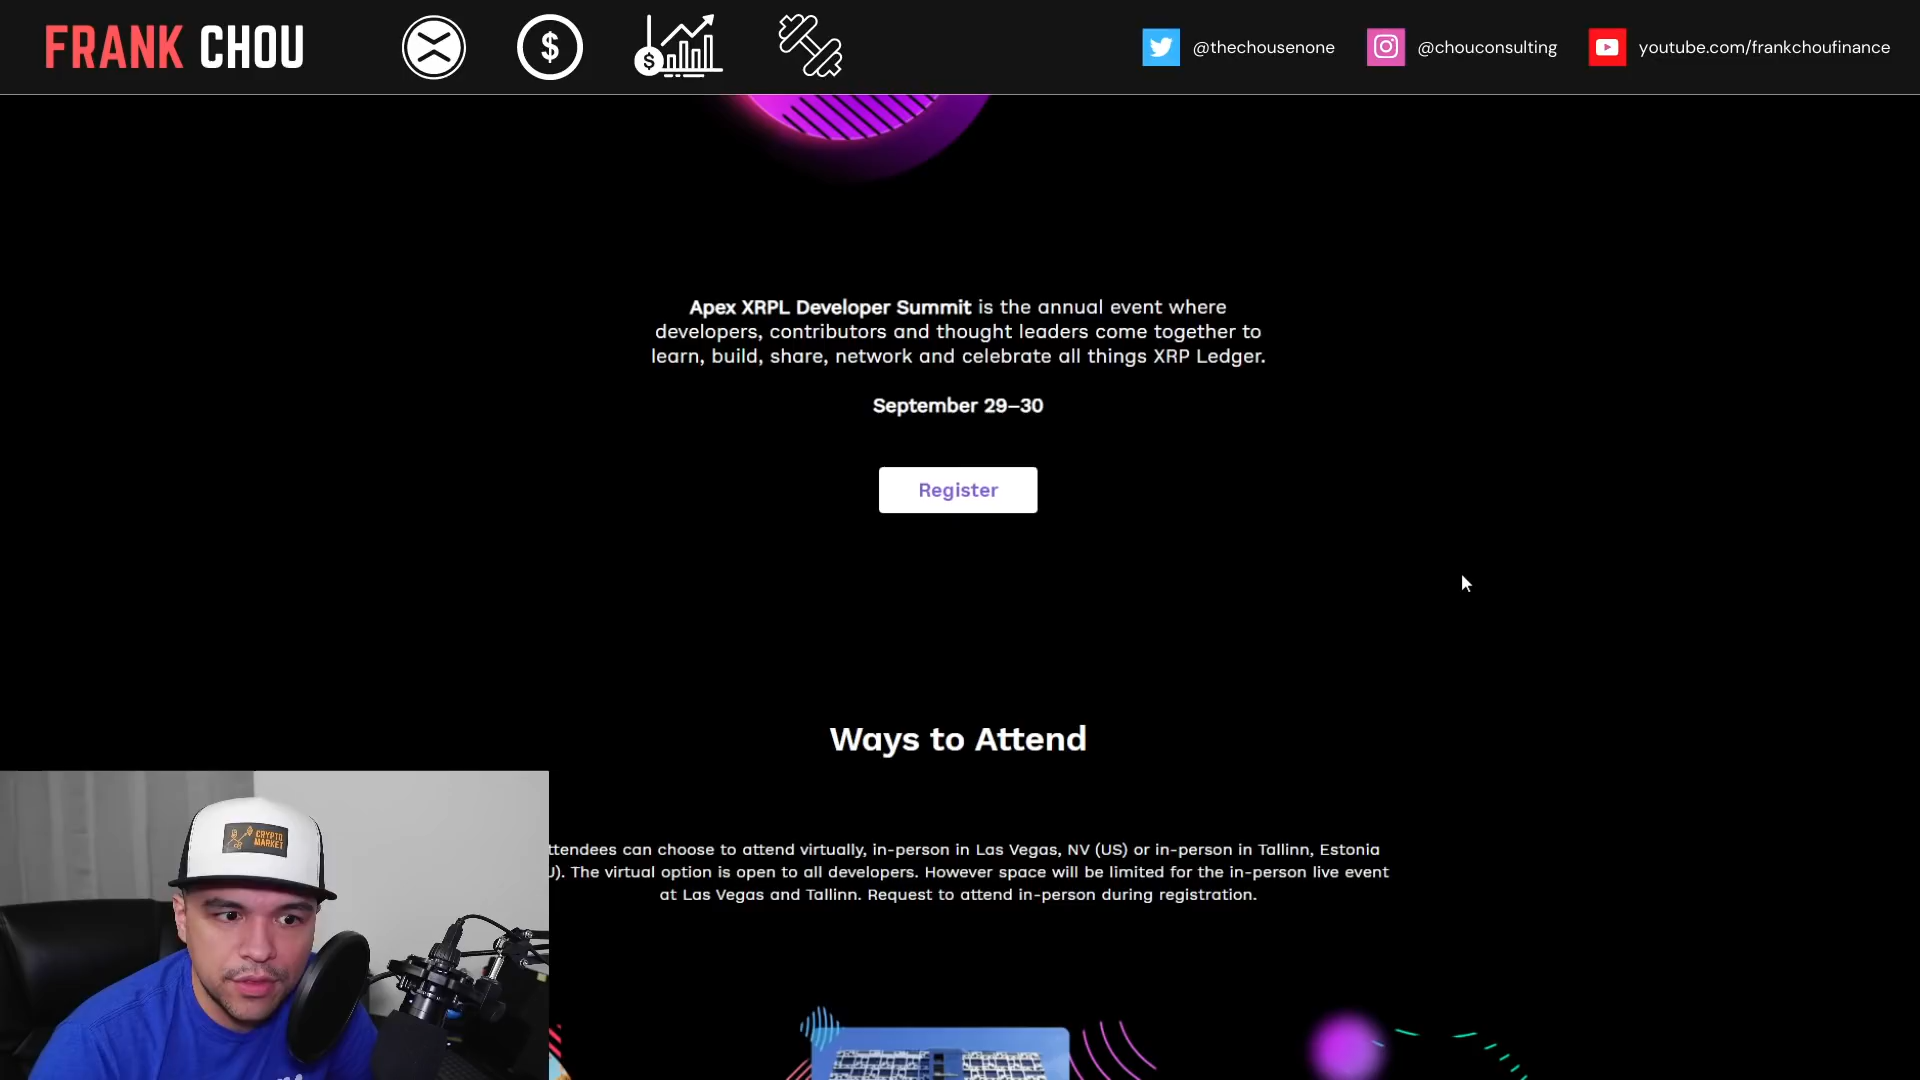 FRANK CHOU
@thechousenone
@chouconsulting
youtube.com/frankchoufinance
Apex XRPL Developer Summit is the annual event where
developers, contributors and thought leaders come together to
learn, build, share, network and celebrate all things XRP Ledger.
September 29–30
Register
Ways to Attend
ttendees can choose to attend virtually, in-person in Las Vegas, NV (US) or in-person in Tallinn, Estonia
). The virtual option is open to all developers. However space will be limited for the in-person live event
at Las Vegas and Tallinn. Request to attend in-person during registration.
CRYPTO
MARKET